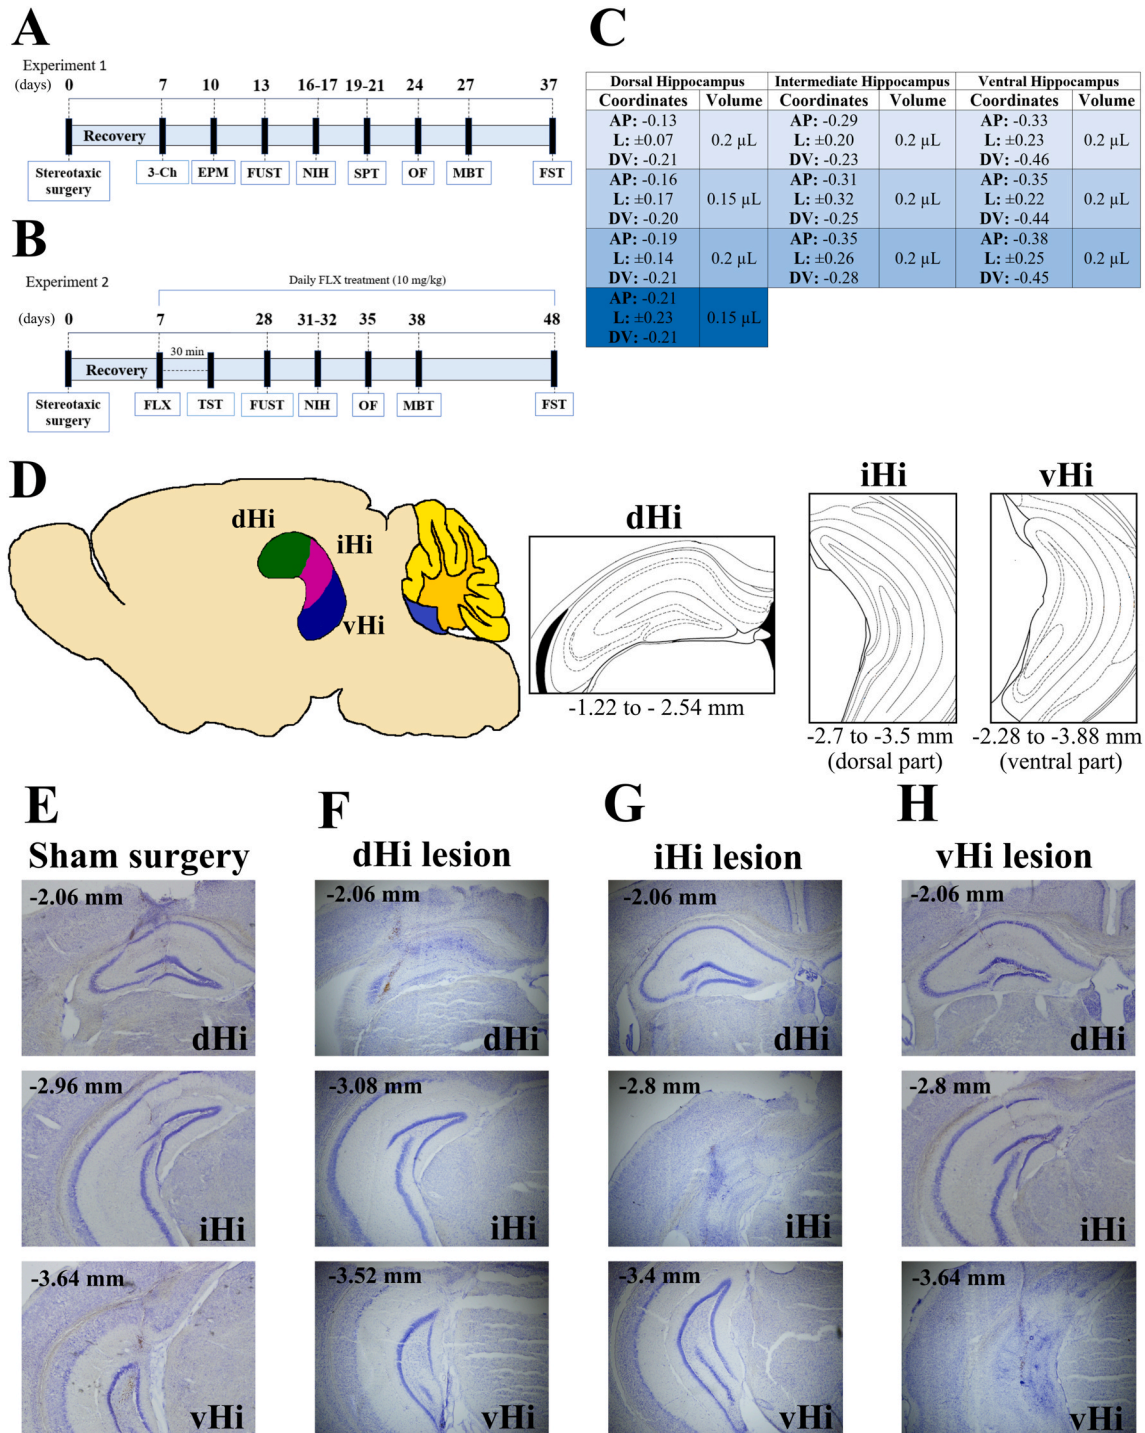 A
Experiment 1
(days) 0 7 10 13 16-17 19-21 24 27 37
Recovery
Stereotaxic surgery 3-Ch EPM FUST NIH SPT OF MBT FST
B
Experiment 2
Daily FLX treatment (10 mg/kg)
(days) 0 7 28 31-32 35 38 48
30 min
Recovery
Stereotaxic surgery FLX TST FUST NIH OF MBT FST
C
Dorsal Hippocampus Intermediate Hippocampus Ventral Hippocampus
Coordinates Volume Coordinates Volume Coordinates Volume
AP: -0.13 AP: -0.29 AP: -0.33
L: ±0.07 0.2 µL L: ±0.20 0.2 µL L: ±0.23 0.2 µL
DV: -0.21 DV: -0.23 DV: -0.46
AP: -0.16 AP: -0.31 AP: -0.35
L: ±0.17 0.15 µL L: ±0.32 0.2 µL L: ±0.22 0.2 µL
DV: -0.20 DV: -0.25 DV: -0.44
AP: -0.19 AP: -0.35 AP: -0.38
L: ±0.14 0.2 µL L: ±0.26 0.2 µL L: ±0.25 0.2 µL
DV: -0.21 DV: -0.28 DV: -0.45
AP: -0.21
L: ±0.23 0.15 µL
DV: -0.21
D
dHi
iHi
vHi
dHi
-1.22 to - 2.54 mm
iHi
-2.7 to -3.5 mm
(dorsal part)
vHi
-2.28 to -3.88 mm
(ventral part)
E
Sham surgery
-2.06 mm
dHi
-2.96 mm
iHi
-3.64 mm
vHi
F
dHi lesion
-2.06 mm
dHi
-3.08 mm
iHi
-3.52 mm
vHi
G
iHi lesion
-2.06 mm
dHi
-2.8 mm
iHi
-3.4 mm
vHi
H
vHi lesion
-2.06 mm
dHi
-2.8 mm
iHi
-3.64 mm
vHi